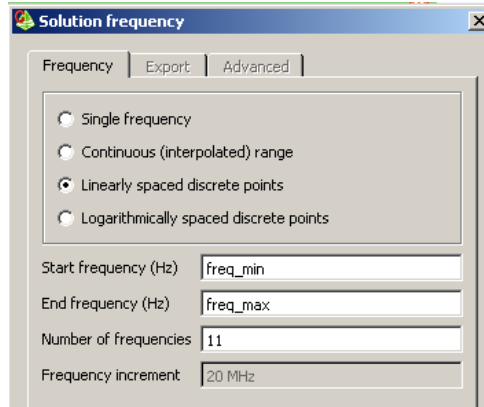 Solution frequency
Frequency Export Advanced
Single frequency
Continuous (interpolated) range
Linearly spaced discrete points
Logarithmically spaced discrete points
Start frequency (Hz) freq_min
End frequency (Hz) freq_max
Number of frequencies 11
Frequency increment 20 MHz